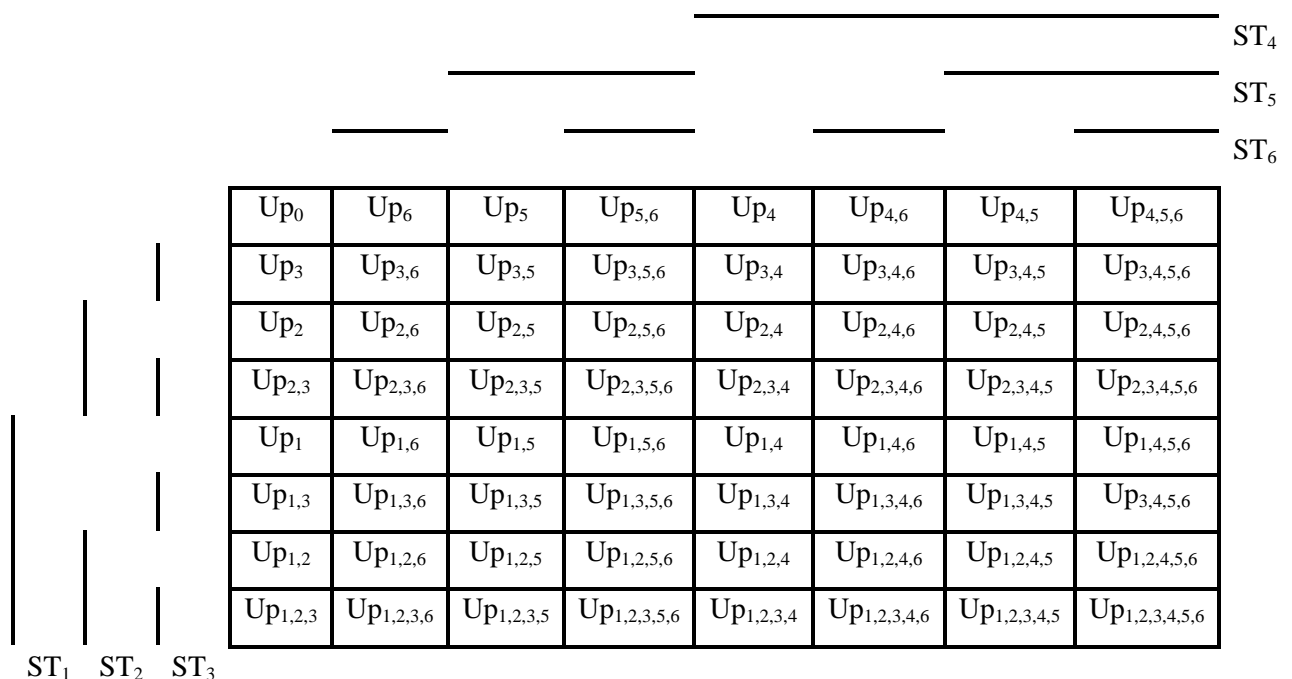 ST₄
ST₅
ST₆
Up₀ Up₆ Up₅ Up₅,₆ Up₄ Up₄,₆ Up₄,₅ Up₄,₅,₆
Up₃ Up₃,₆ Up₃,₅ Up₃,₅,₆ Up₃,₄ Up₃,₄,₆ Up₃,₄,₅ Up₃,₄,₅,₆
Up₂ Up₂,₆ Up₂,₅ Up₂,₅,₆ Up₂,₄ Up₂,₄,₆ Up₂,₄,₅ Up₂,₄,₅,₆
Up₂,₃ Up₂,₃,₆ Up₂,₃,₅ Up₂,₃,₅,₆ Up₂,₃,₄ Up₂,₃,₄,₆ Up₂,₃,₄,₅ Up₂,₃,₄,₅,₆
Up₁ Up₁,₆ Up₁,₅ Up₁,₅,₆ Up₁,₄ Up₁,₄,₆ Up₁,₄,₅ Up₁,₄,₅,₆
Up₁,₃ Up₁,₃,₆ Up₁,₃,₅ Up₁,₃,₅,₆ Up₁,₃,₄ Up₁,₃,₄,₆ Up₁,₃,₄,₅ Up₃,₄,₅,₆
Up₁,₂ Up₁,₂,₆ Up₁,₂,₅ Up₁,₂,₅,₆ Up₁,₂,₄ Up₁,₂,₄,₆ Up₁,₂,₄,₅ Up₁,₂,₄,₅,₆
Up₁,₂,₃ Up₁,₂,₃,₆ Up₁,₂,₃,₅ Up₁,₂,₃,₅,₆ Up₁,₂,₃,₄ Up₁,₂,₃,₄,₆ Up₁,₂,₃,₄,₅ Up₁,₂,₃,₄,₅,₆
ST₁ ST₂ ST₃